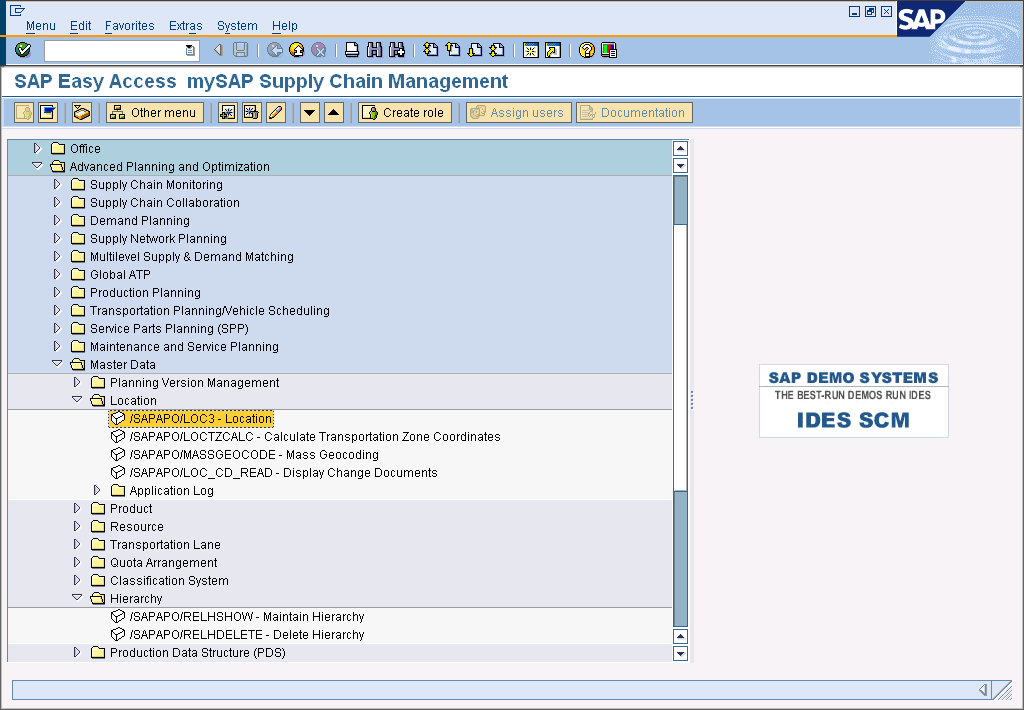 Menu Edit Favorites Extras System Help
SAP
SAP Easy Access mySAP Supply Chain Management
Other menu Create role Assign users Documentation
Office
Advanced Planning and Optimization
Supply Chain Monitoring
Supply Chain Collaboration
Demand Planning
Supply Network Planning
Multilevel Supply & Demand Matching
Global ATP
Production Planning
Transportation Planning/Vehicle Scheduling
Service Parts Planning (SPP)
Maintenance and Service Planning
Master Data
Planning Version Management
Location
/SAPAPO/LOC3 - Location
/SAPAPO/LOCTZCALC - Calculate Transportation Zone Coordinates
/SAPAPO/MASSGEOCODE - Mass Geocoding
/SAPAPO/LOC_CD_READ - Display Change Documents
Application Log
Product
Resource
Transportation Lane
Quota Arrangement
Classification System
Hierarchy
/SAPAPO/RELHSHOW - Maintain Hierarchy
/SAPAPO/RELHDELETE - Delete Hierarchy
Production Data Structure (PDS)
SAP DEMO SYSTEMS
THE BEST-RUN DEMOS RUN IDES
IDES SCM